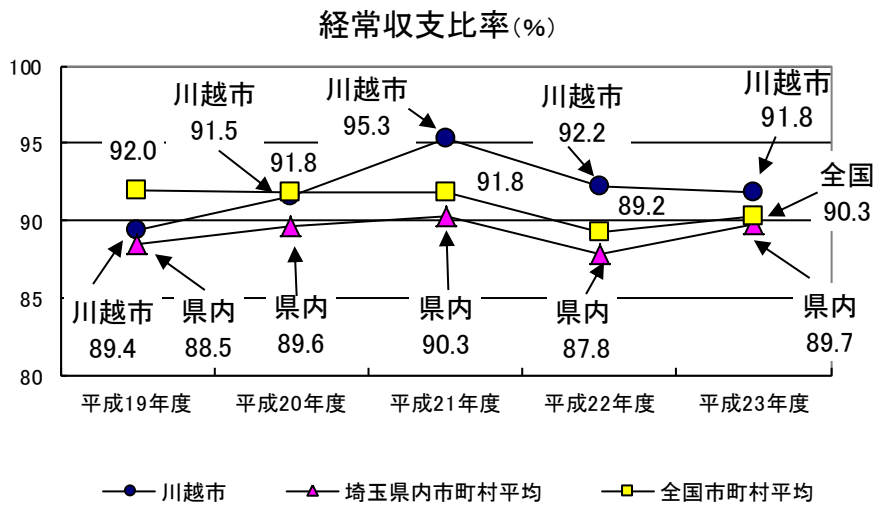 経常収支比率(%)
100
95
90
85
80
川越市
91.5
川越市
95.3
川越市
92.2
川越市
91.8
92.0
91.8
91.8
89.2
全国
90.3
川越市
89.4
県内
88.5
県内
89.6
県内
90.3
県内
87.8
県内
89.7
平成19年度 平成20年度 平成21年度 平成22年度 平成23年度
川越市 埼玉県内市町村平均 全国市町村平均